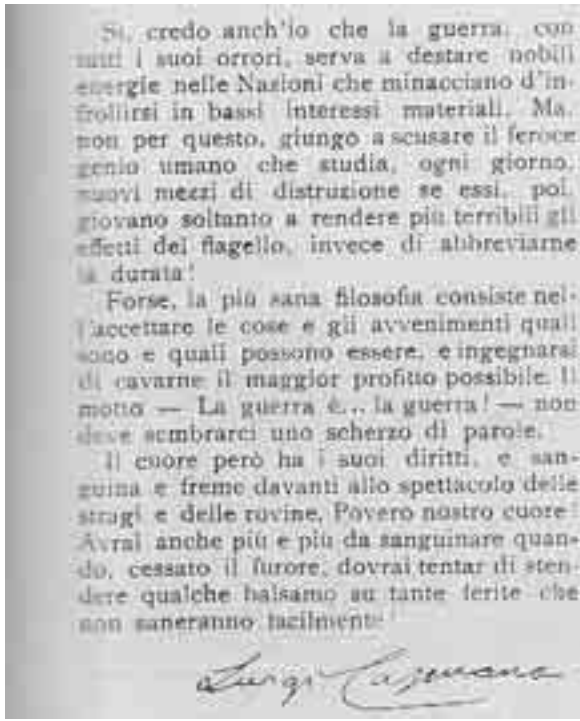 Sì, credo anch'io che la guerra, con
tutti i suoi orrori, serva a destare nobili
energie nelle Nazioni che minacciano d'in-
frollirsi in bassi interessi materiali. Ma,
non per questo, giungo a scusare il feroce
genio umano che studia, ogni giorno,
nuovi mezzi di distruzione se essi, poi,
giovano soltanto a rendere più terribili gli
effetti del flagello, invece di abbreviarne
la durata!
Forse, la più sana filosofia consiste nel-
l'accettare le cose e gli avvenimenti quali
sono e quali possono essere, e ingegnarsi
di cavarne il maggior profitto possibile. Il
motto — La guerra è... la guerra! — non
deve sembrarci uno scherzo di parole.
Il cuore però ha i suoi diritti, e san-
guina e freme davanti allo spettacolo delle
stragi e delle rovine. Povero nostro cuore!
Avrai anche più e più da sanguinare quan-
do, cessato il furore, dovrai tentar di sten-
dere qualche balsamo su tante ferite che
non saneranno facilmente!
Luigi Capuana